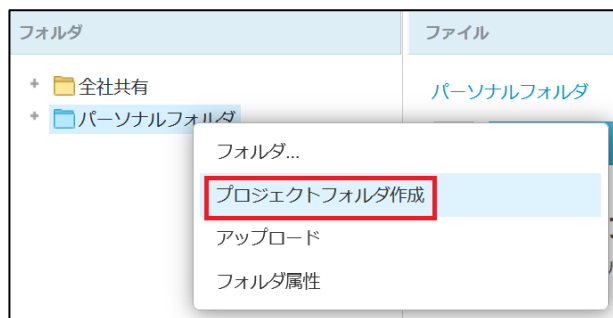 フォルダ
ファイル
全社共有
パーソナルフォルダ
パーソナルフォルダ
フォルダ...
プロジェクトフォルダ作成
アップロード
フォルダ属性